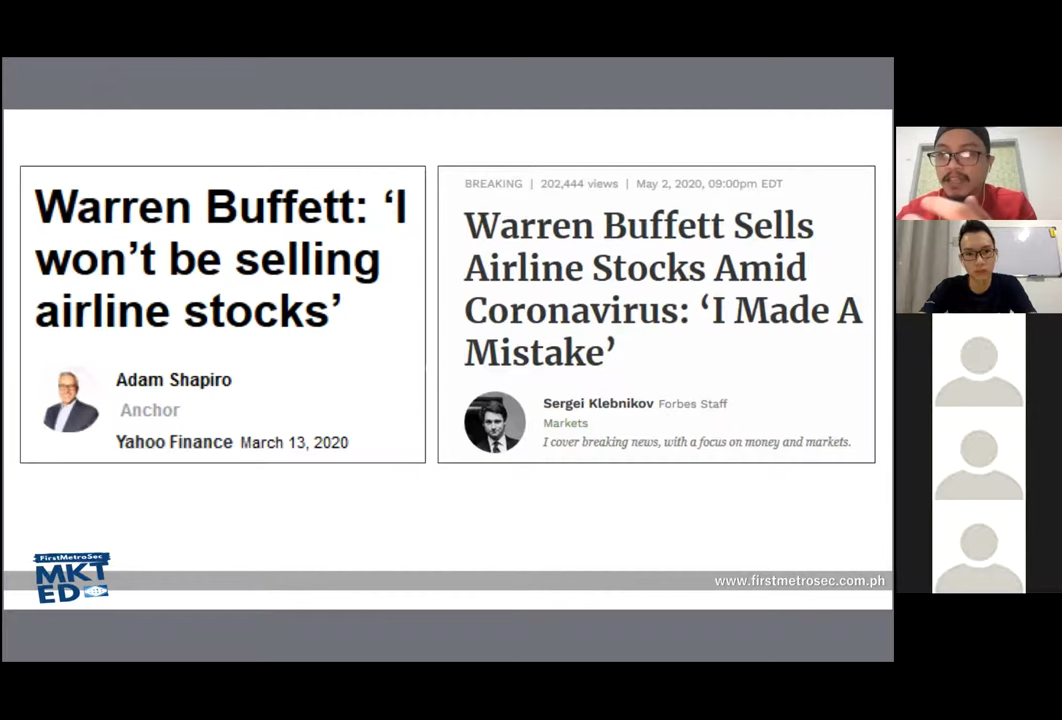 Warren Buffett: ‘I
won’t be selling
airline stocks’
Adam Shapiro
Anchor
Yahoo Finance March 13, 2020
BREAKING | 202,444 views | May 2, 2020, 09:00pm EDT
Warren Buffett Sells
Airline Stocks Amid
Coronavirus: ‘I Made A
Mistake’
Sergei Klebnikov Forbes Staff
Markets
I cover breaking news, with a focus on money and markets.
FirstMetroSec
MKT
ED
www.firstmetrosec.com.ph